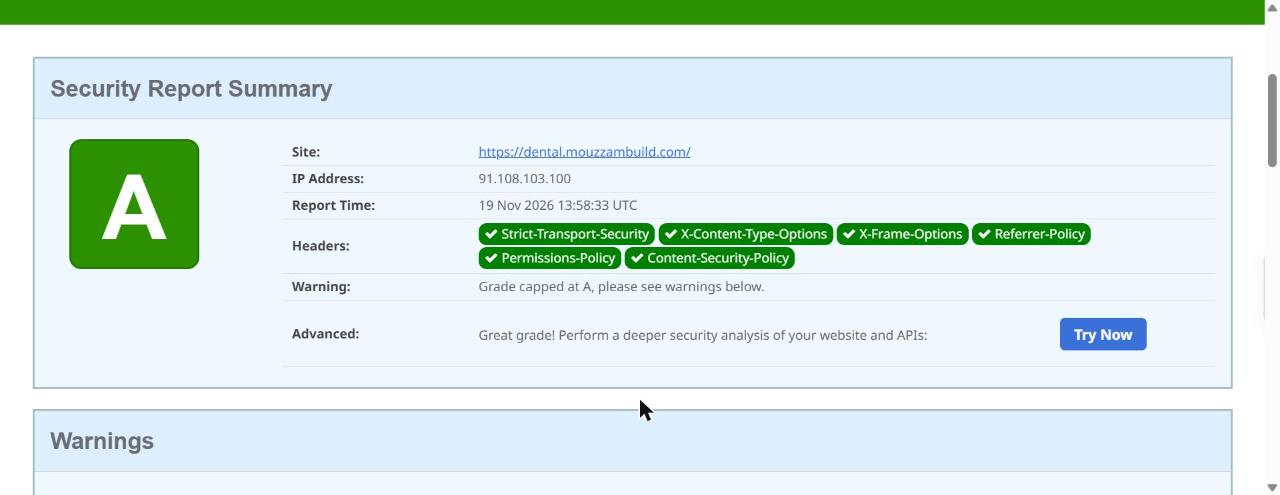 Security Report Summary
A
Site: https://dental.mouzzambuild.com/
IP Address: 91.108.103.100
Report Time: 19 Nov 2026 13:58:33 UTC
Headers: Strict-Transport-Security X-Content-Type-Options X-Frame-Options Referrer-Policy
Permissions-Policy Content-Security-Policy
Warning: Grade capped at A, please see warnings below.
Advanced: Great grade! Perform a deeper security analysis of your website and APIs: Try Now
Warnings